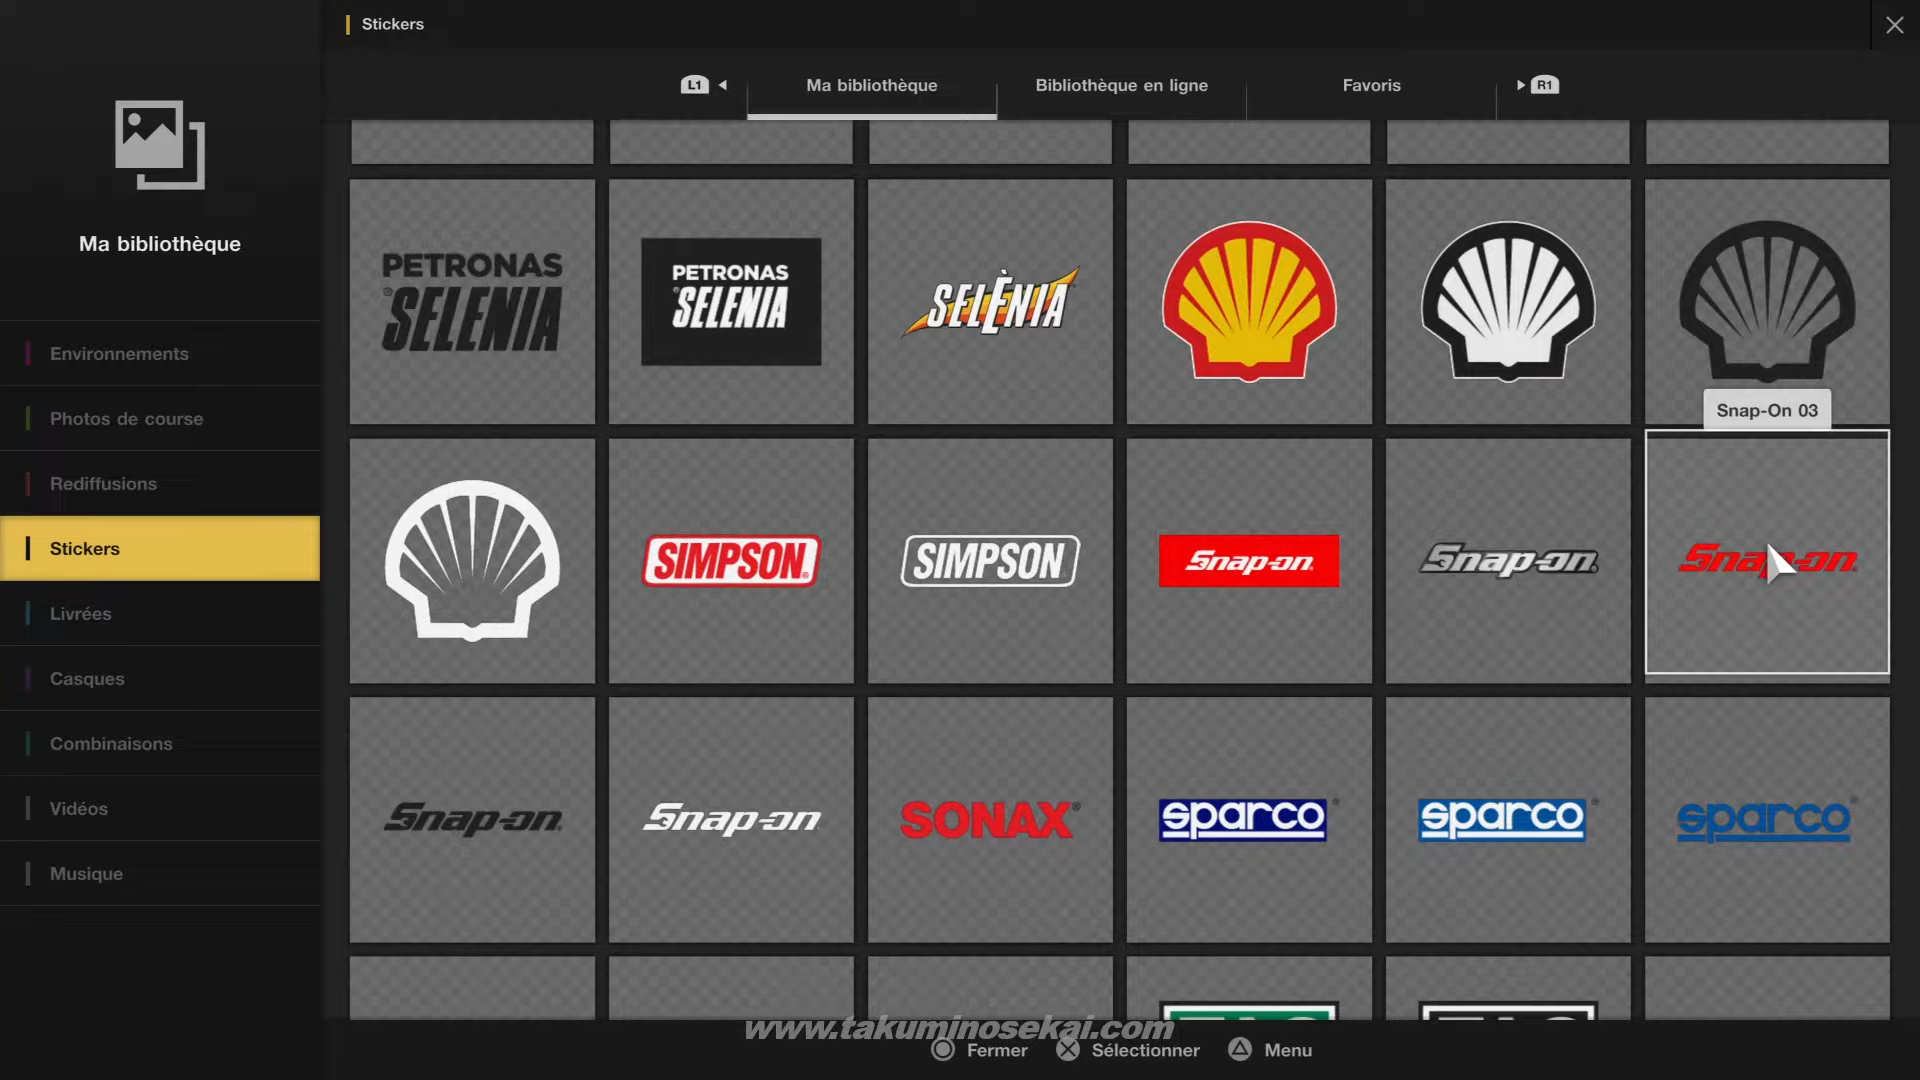 Stickers
L1
Ma bibliothèque
Bibliothèque en ligne
Favoris
R1
Ma bibliothèque
Environnements
Photos de course
Rediffusions
Stickers
Livrées
Casques
Combinaisons
Vidéos
Musique
PETRONAS
SELENIA
PETRONAS
SELENIA
SELÈNIA
Snap-On 03
SIMPSON®
SIMPSON
Snap-on
Snap-on
Snap-on
Snap-on
Snap-on
SONAX®
sparco®
sparco®
sparco®
www.takuminosekai.com
Fermer
Sélectionner
Menu